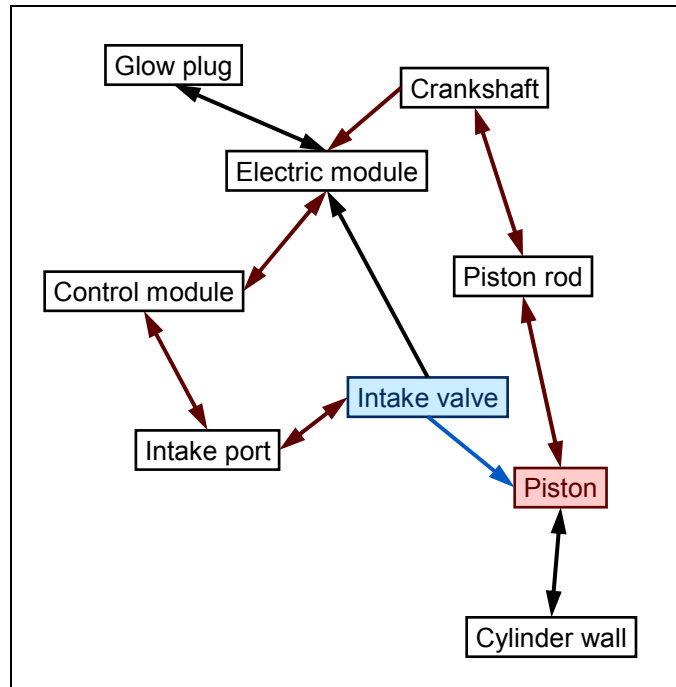 Glow plug
Crankshaft
Electric module
Control module
Piston rod
Intake valve
Intake port
Piston
Cylinder wall